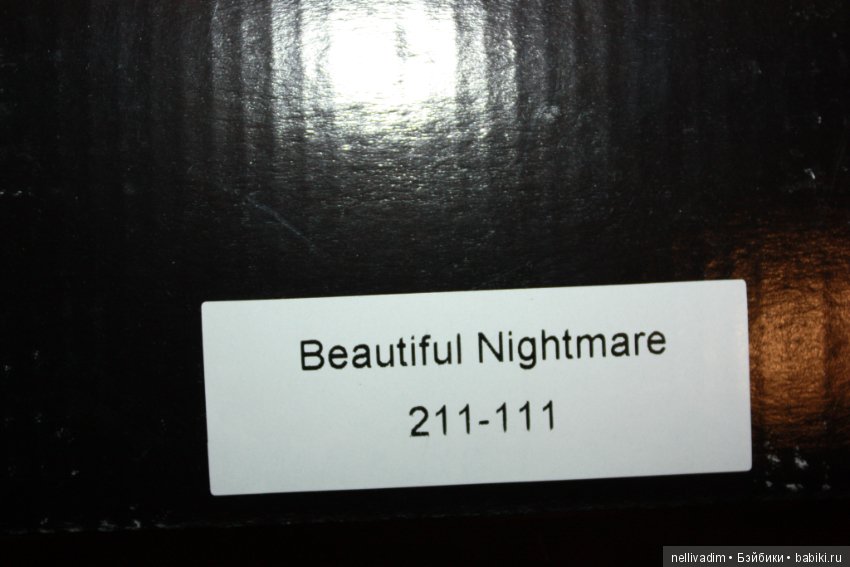 Beautiful Nightmare
211-111
nellivadim • Бэйбики • babiki.ru